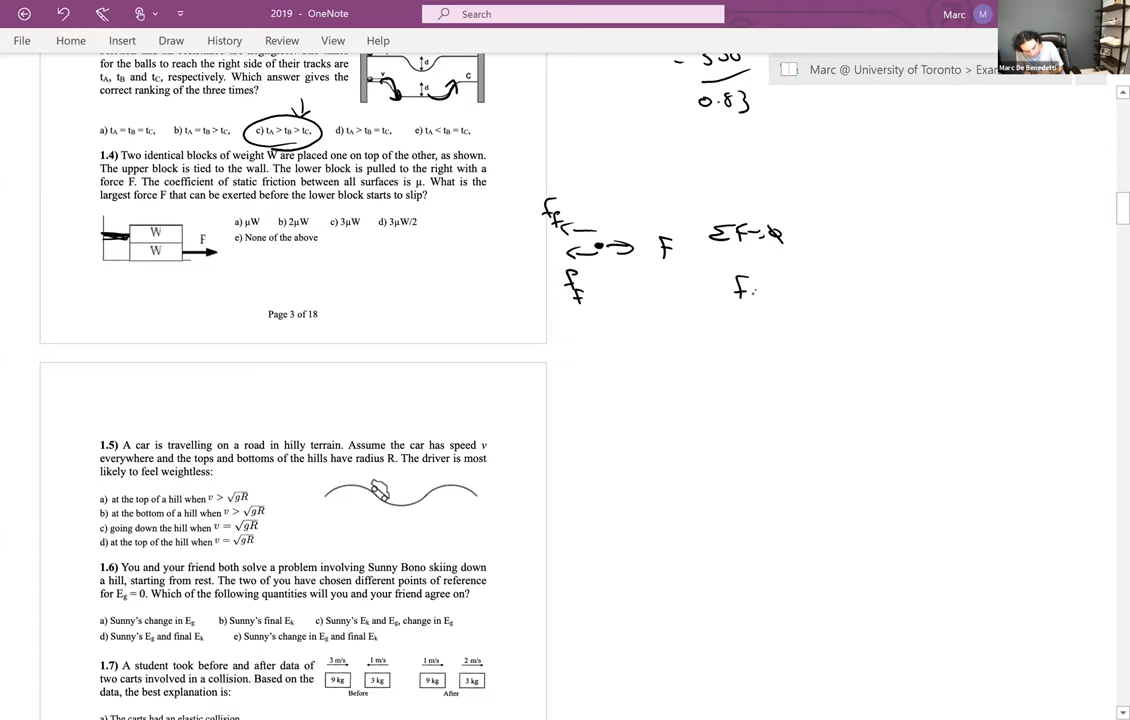 2019 - OneNote
Search
Marc
M
File Home Insert Draw History Review View Help
Marc @ University of Toronto > Exa
Marc De Benedetti
for the balls to reach the right side of their tracks are
tA, tB and tC, respectively. Which answer gives the
correct ranking of the three times?
v
d
d
C
0.83
a) tA = tB = tC, b) tA = tB > tC, c) tA > tB > tC, d) tA > tB = tC, e) tA < tB = tC,
1.4) Two identical blocks of weight W are placed one on top of the other, as shown.
The upper block is tied to the wall. The lower block is pulled to the right with a
force F. The coefficient of static friction between all surfaces is μ. What is the
largest force F that can be exerted before the lower block starts to slip?
a) μW b) 2μW c) 3μW d) 3μW/2
e) None of the above
W
W
F
fF
F
fF
ΣF
F
Page 3 of 18
1.5) A car is travelling on a road in hilly terrain. Assume the car has speed v
everywhere and the tops and bottoms of the hills have radius R. The driver is most
likely to feel weightless:
a) at the top of a hill when v > √gR
b) at the bottom of a hill when v > √gR
c) going down the hill when v = √gR
d) at the top of the hill when v = √gR
1.6) You and your friend both solve a problem involving Sunny Bono skiing down
a hill, starting from rest. The two of you have chosen different points of reference
for Eg = 0. Which of the following quantities will you and your friend agree on?
a) Sunny's change in Eg b) Sunny's final Ek c) Sunny's Ek and Eg, change in Eg
d) Sunny's Eg and final Ek e) Sunny's change in Eg and final Ek
1.7) A student took before and after data of
two carts involved in a collision. Based on the
data, the best explanation is:
3 m/s 1 m/s 1 m/s 2 m/s
9 kg 3 kg 9 kg 3 kg
Before After
a) The carts had an elastic collision